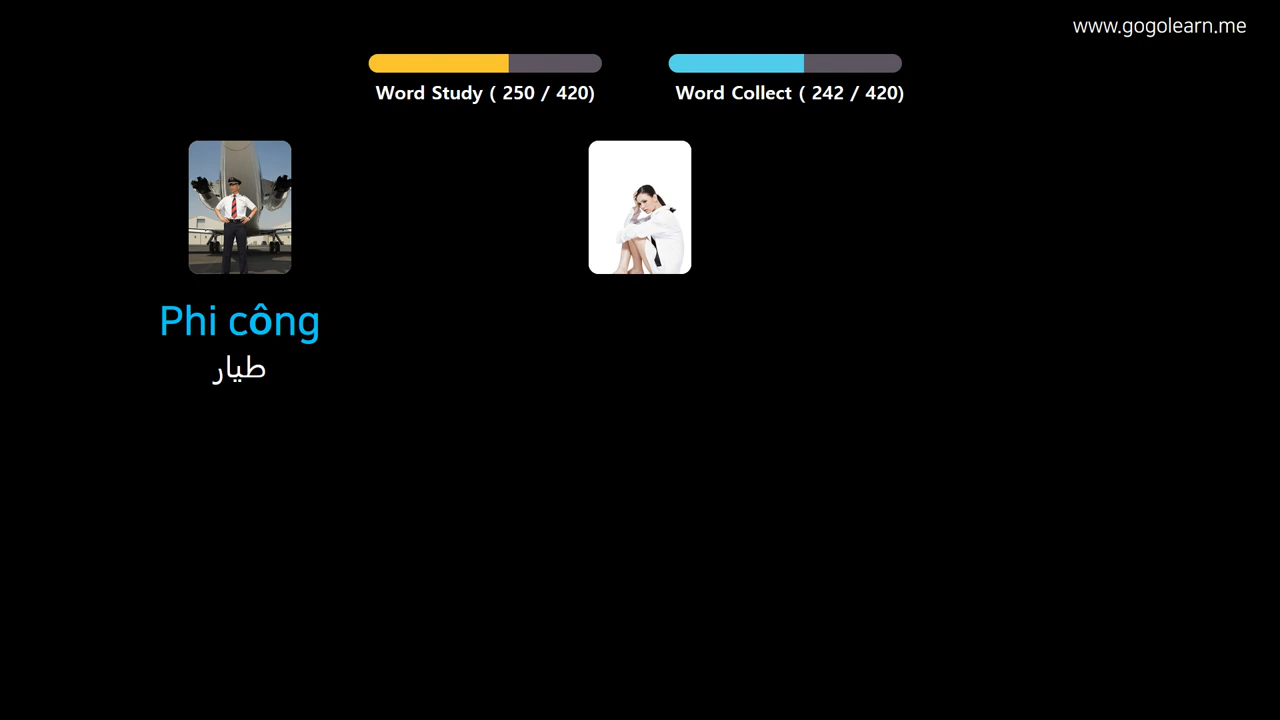 www.gogolearn.me
Word Study ( 250 / 420)
Word Collect ( 242 / 420)
Phi công
طيار